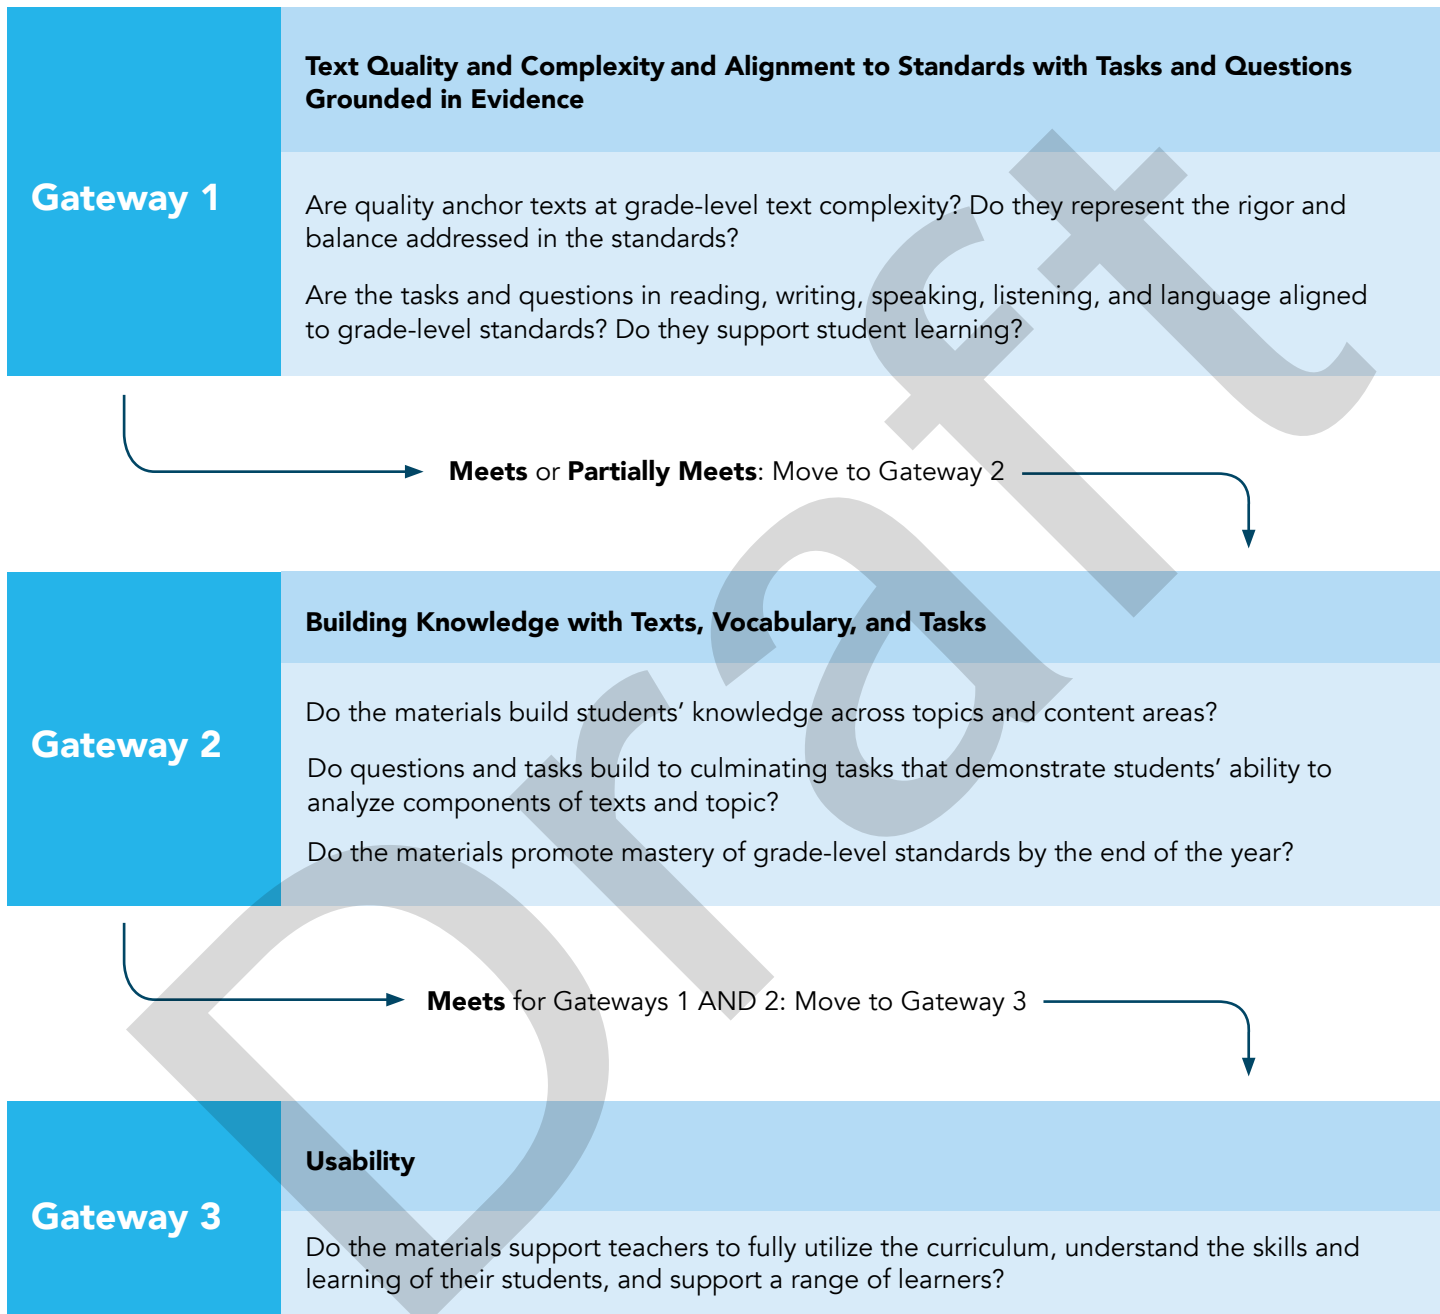 Text Quality and Complexity and Alignment to Standards with Tasks and Questions
Grounded in Evidence
Gateway 1
Are quality anchor texts at grade-level text complexity? Do they represent the rigor and
balance addressed in the standards?
Are the tasks and questions in reading, writing, speaking, listening, and language aligned
to grade-level standards? Do they support student learning?
Meets or Partially Meets: Move to Gateway 2
Building Knowledge with Texts, Vocabulary, and Tasks
Gateway 2
Do the materials build students’ knowledge across topics and content areas?
Do questions and tasks build to culminating tasks that demonstrate students’ ability to
analyze components of texts and topic?
Do the materials promote mastery of grade-level standards by the end of the year?
Meets for Gateways 1 AND 2: Move to Gateway 3
Usability
Gateway 3
Do the materials support teachers to fully utilize the curriculum, understand the skills and
learning of their students, and support a range of learners?
Draft